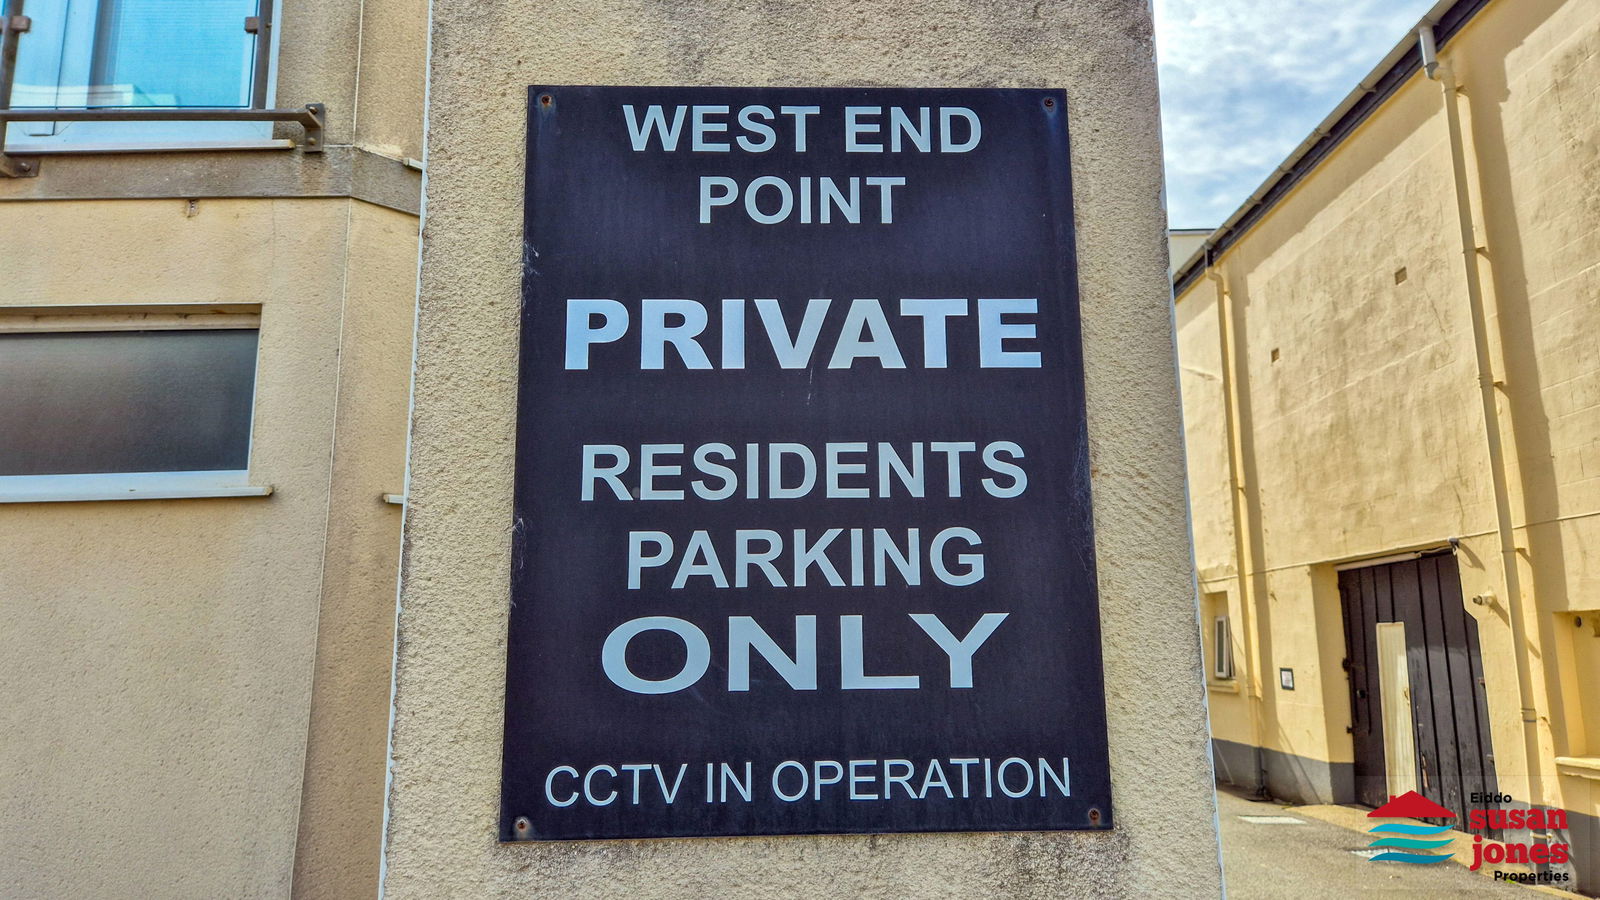 WEST END
POINT
PRIVATE
RESIDENTS
PARKING
ONLY
CCTV IN OPERATION
Eiddo
susan
jones
Properties